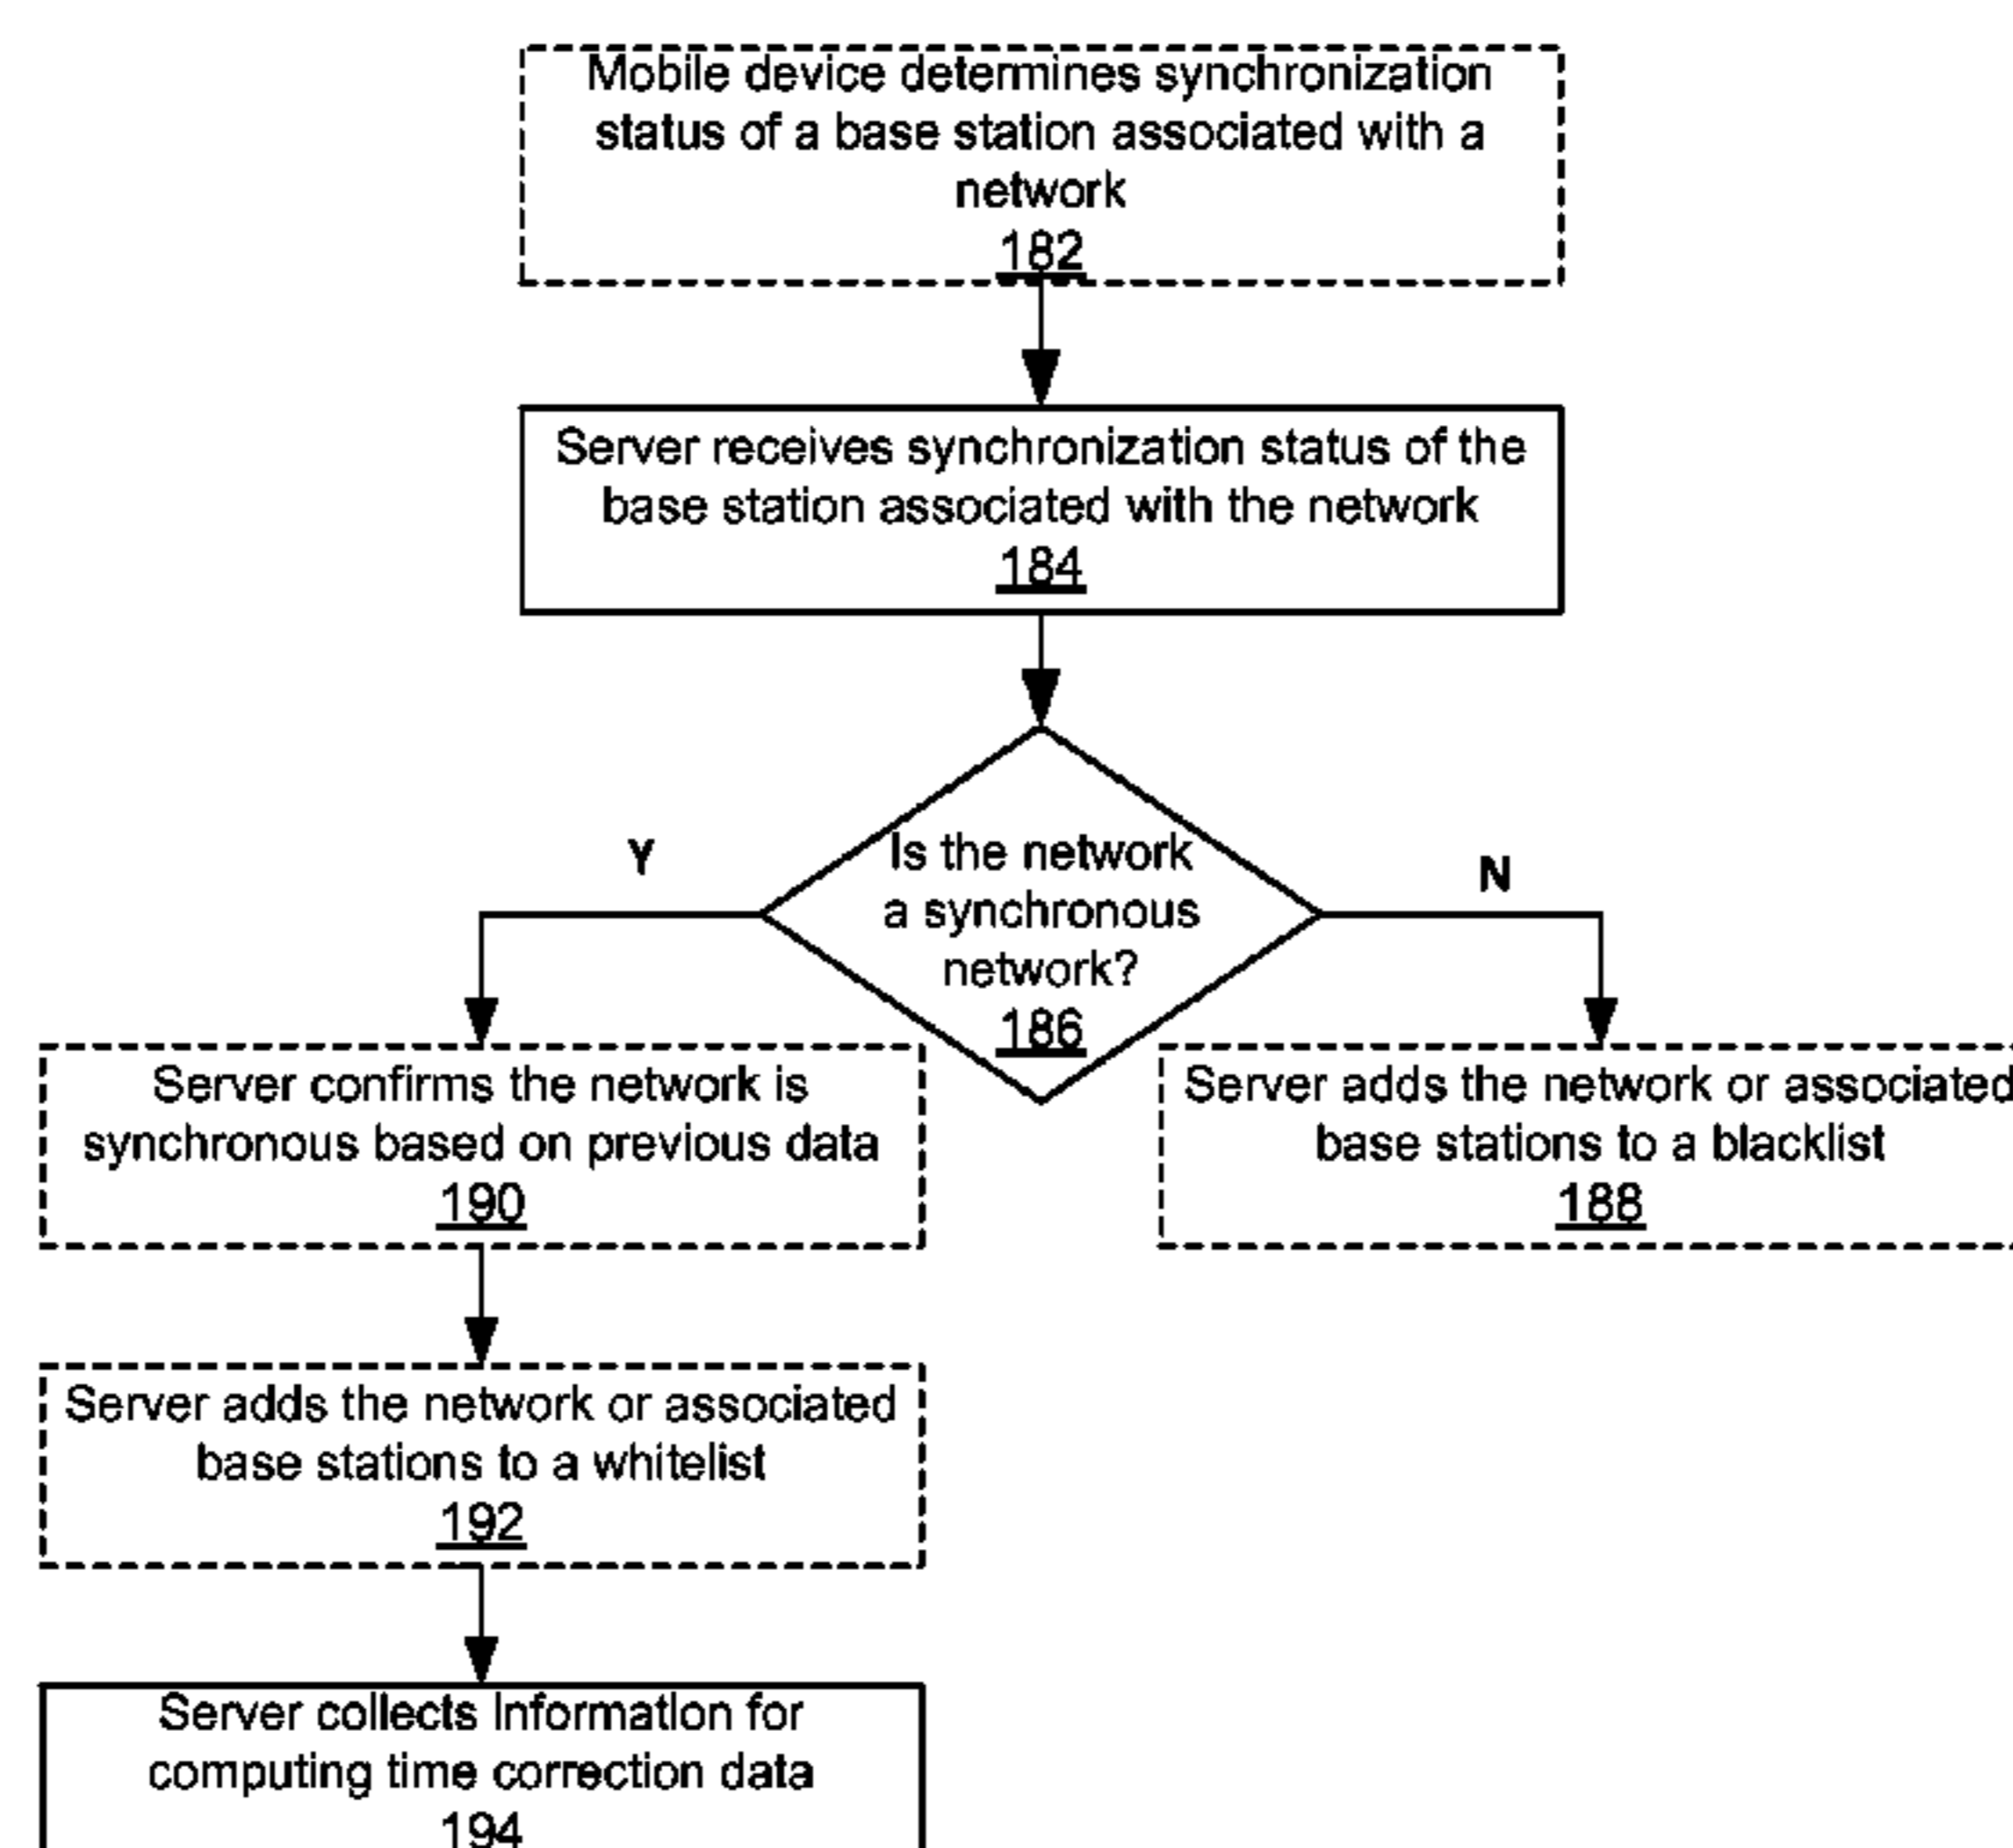 Mobile device determines synchronization
status of a base station associated with a
network
182
Server receives synchronization status of the
base station associated with the network
184
Is the network
a synchronous
network?
186
Y
N
Server confirms the network is
synchronous based on previous data
190
Server adds the network or associated
base stations to a blacklist
188
Server adds the network or associated
base stations to a whitelist
192
Server collects information for
computing time correction data
194